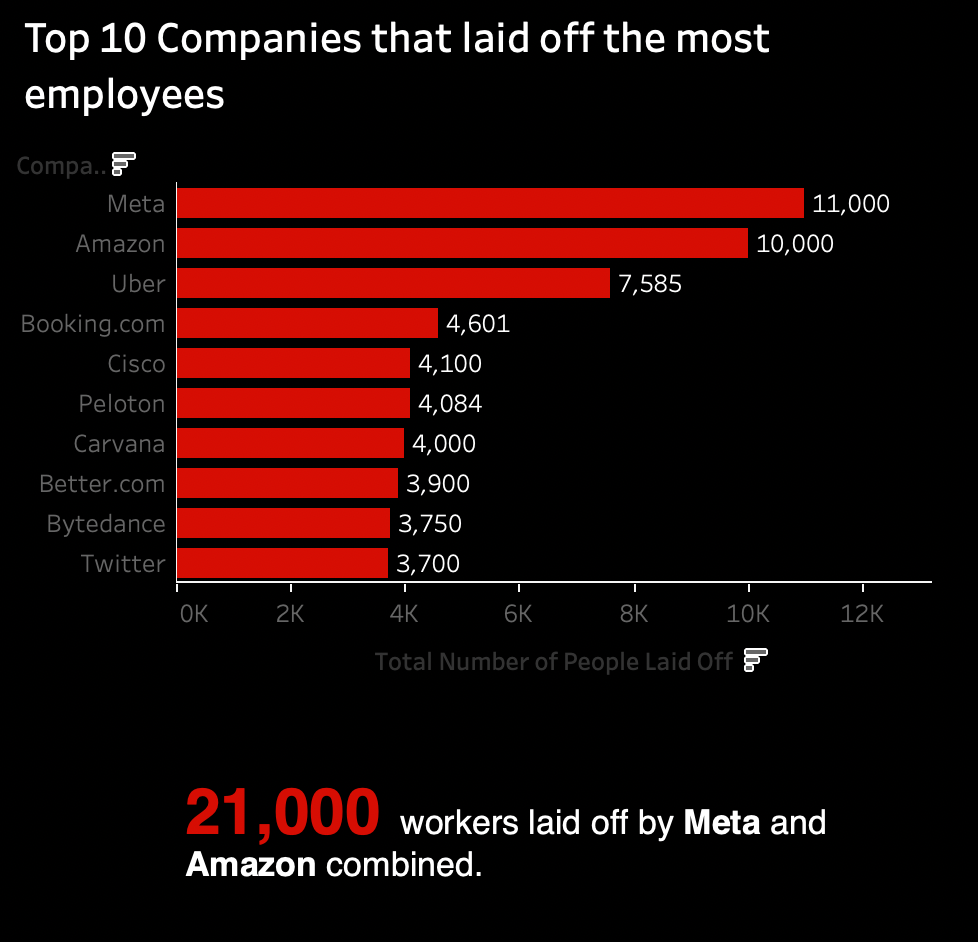 Top 10 Companies that laid off the most
employees
Compa..
Meta 11,000
Amazon 10,000
Uber 7,585
Booking.com 4,601
Cisco 4,100
Peloton 4,084
Carvana 4,000
Better.com 3,900
Bytedance 3,750
Twitter 3,700
0K 2K 4K 6K 8K 10K 12K
Total Number of People Laid Off
21,000 workers laid off by Meta and
Amazon combined.